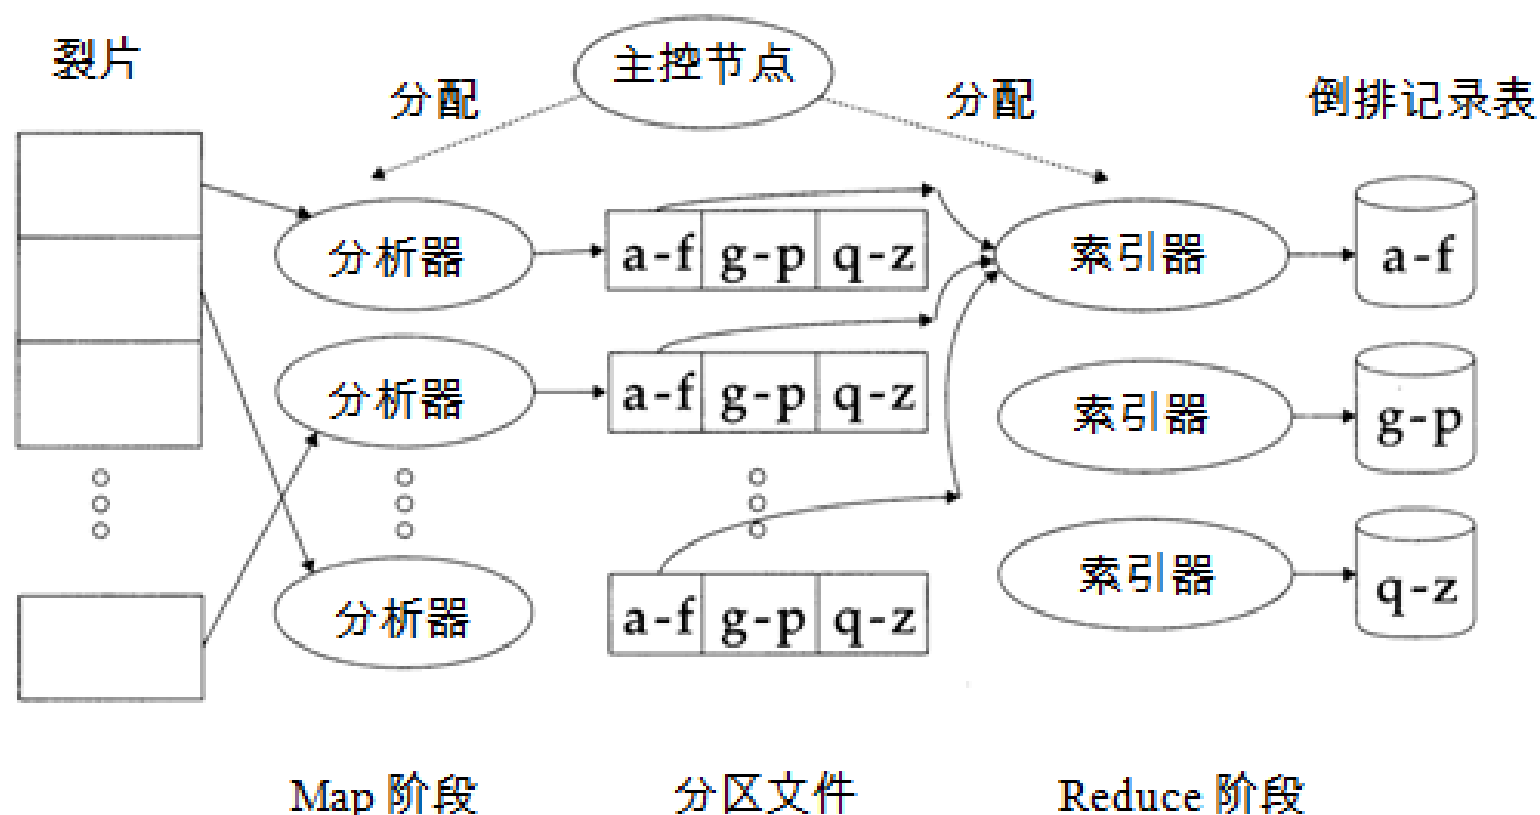 裂片
主控节点
分配
分配
倒排记录表
分析器
a-f g-p q-z
索引器
a-f
分析器
a-f g-p q-z
索引器
g-p
分析器
a-f g-p q-z
索引器
q-z
Map 阶段
分区文件
Reduce 阶段